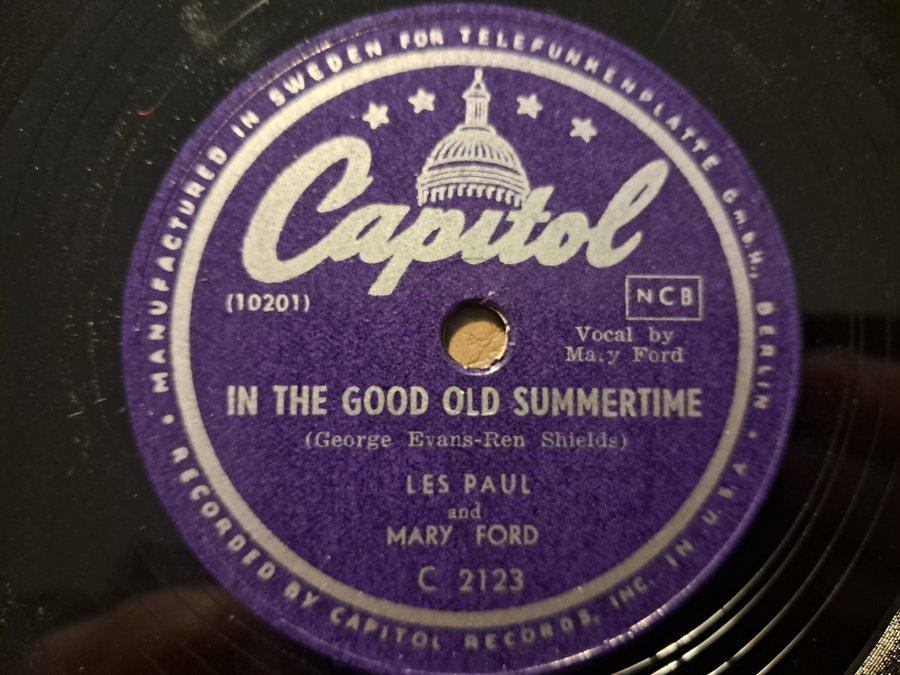 MANUFACTURED IN SWEDEN FOR TELEFUNKENPLATTE G.m.b.H., BERLIN
Capitol
(10201)
NCB
Vocal by
Mary Ford
IN THE GOOD OLD SUMMERTIME
(George Evans-Ren Shields)
LES PAUL
and
MARY FORD
C 2123
RECORDED BY CAPITOL RECORDS, INC. IN U.S.A